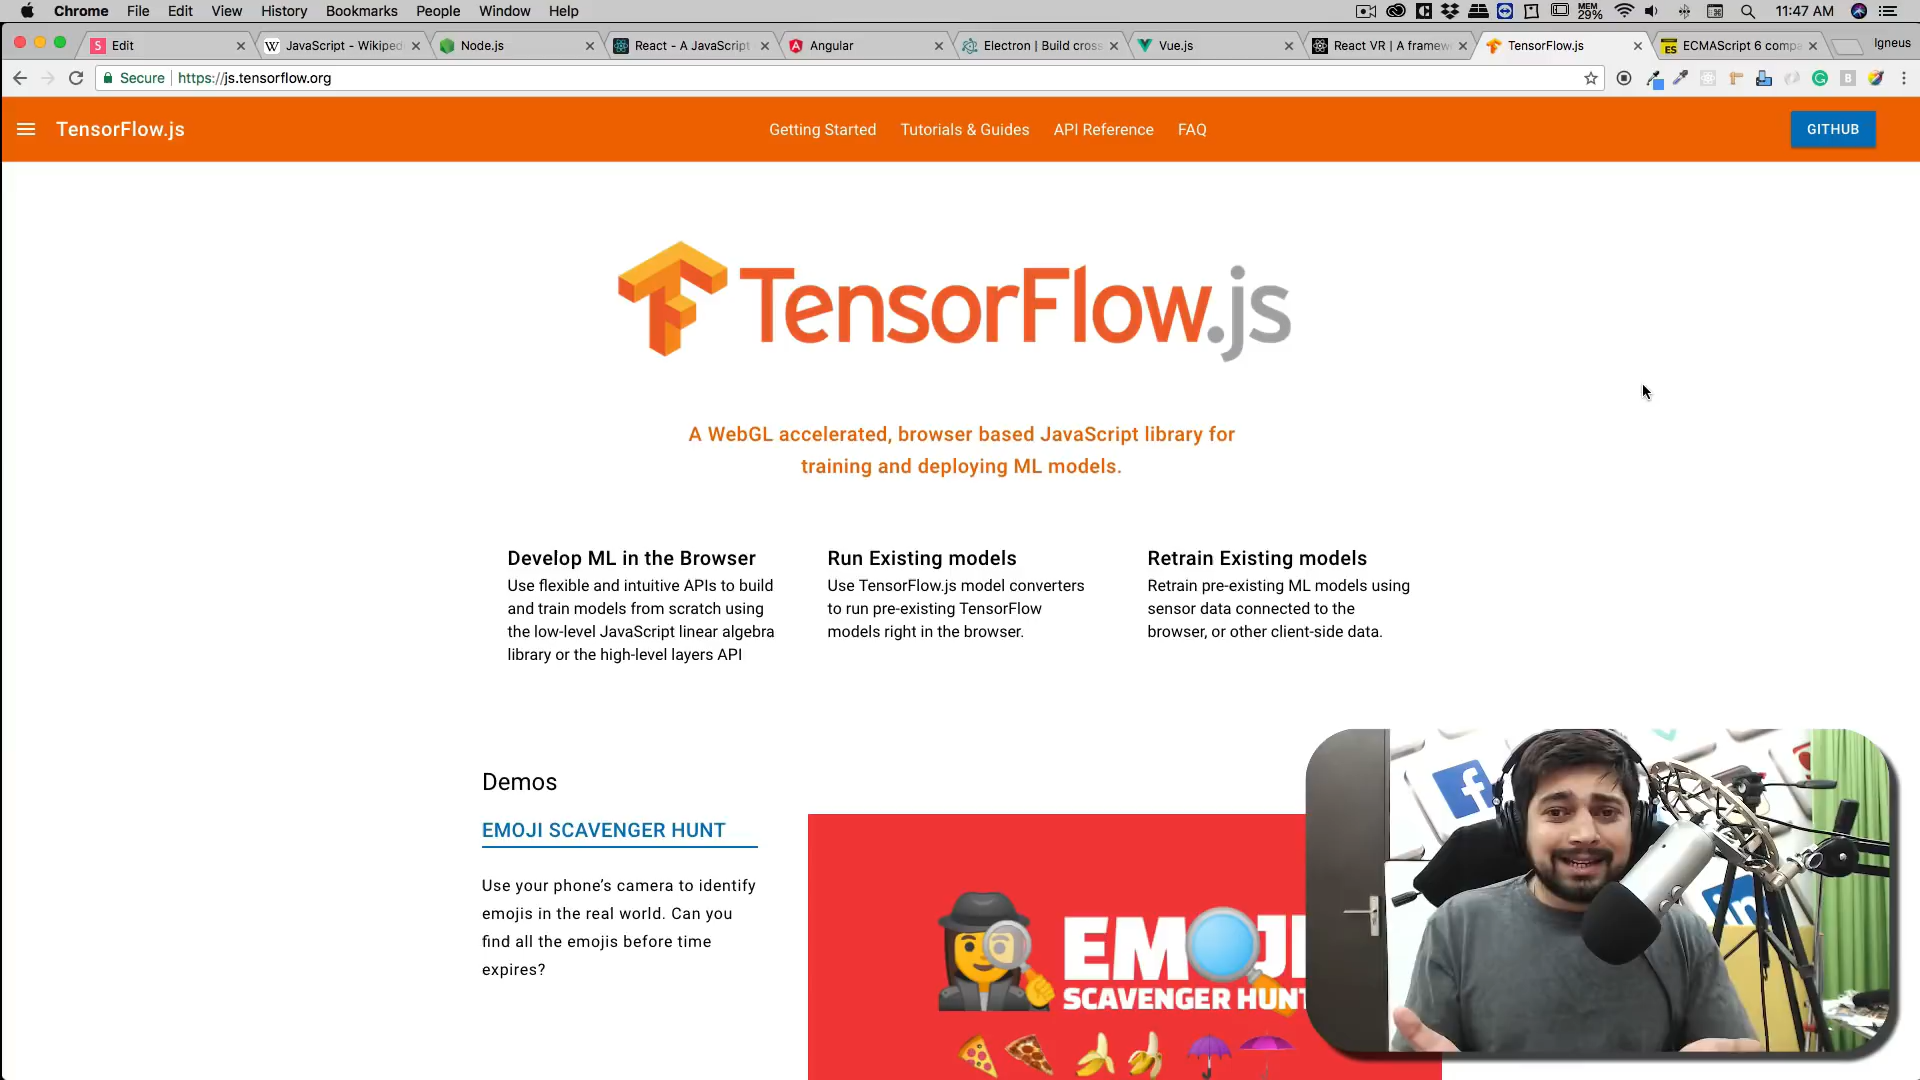 Chrome File Edit View History Bookmarks People Window Help
MEM
29%
11:47 AM
Edit
JavaScript - Wikiped
Node.js
React - A JavaScript
Angular
Electron | Build cross
Vue.js
React VR | A framew
TensorFlow.js
ECMAScript 6 compa
Igneus
Secure https://js.tensorflow.org
TensorFlow.js
Getting Started Tutorials & Guides API Reference FAQ
GITHUB
TensorFlow.js
A WebGL accelerated, browser based JavaScript library for
training and deploying ML models.
Develop ML in the Browser
Use flexible and intuitive APIs to build
and train models from scratch using
the low-level JavaScript linear algebra
library or the high-level layers API
Run Existing models
Use TensorFlow.js model converters
to run pre-existing TensorFlow
models right in the browser.
Retrain Existing models
Retrain pre-existing ML models using
sensor data connected to the
browser, or other client-side data.
Demos
EMOJI SCAVENGER HUNT
Use your phone's camera to identify
emojis in the real world. Can you
find all the emojis before time
expires?
EMOJI
SCAVENGER HUNT